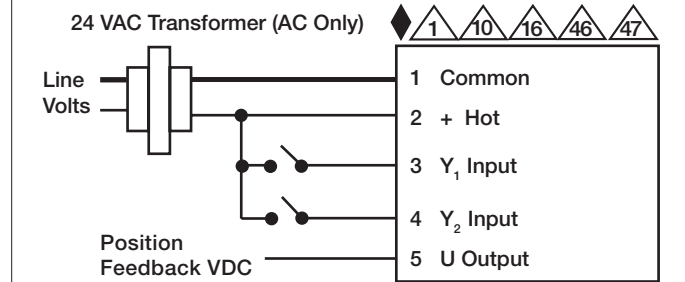 24 VAC Transformer (AC Only)
1 10 16 46 47
Line
Volts
1 Common
2 + Hot
3 Y1 Input
4 Y2 Input
Position
Feedback VDC
5 U Output